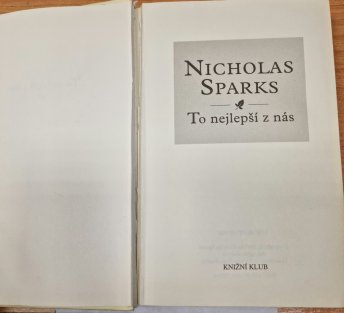 NICHOLAS
SPARKS
To nejlepší z nás
KNIŽNÍ KLUB